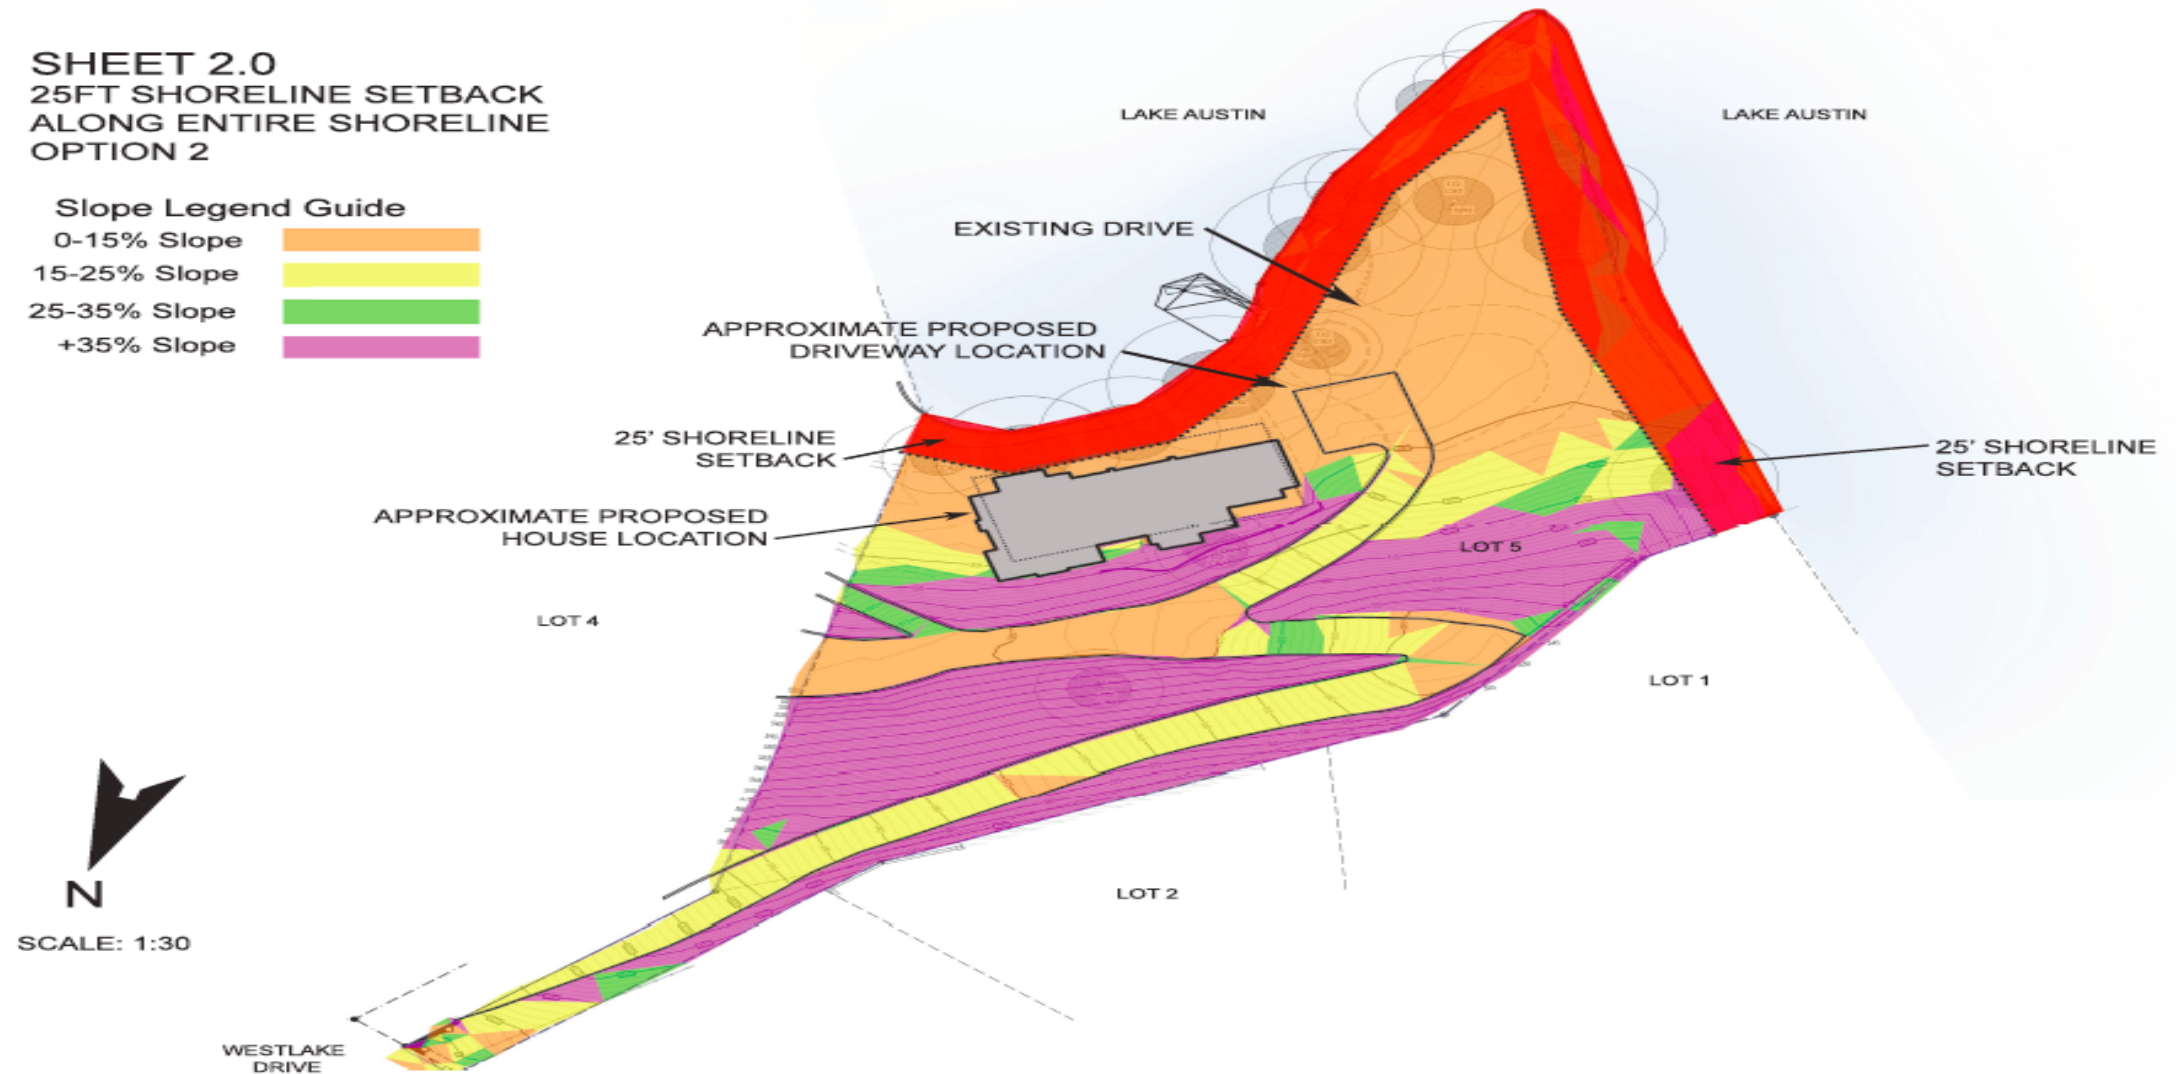 SHEET 2.0
25FT SHORELINE SETBACK
ALONG ENTIRE SHORELINE
OPTION 2
Slope Legend Guide
0-15% Slope
15-25% Slope
25-35% Slope
+35% Slope
LAKE AUSTIN
LAKE AUSTIN
EXISTING DRIVE
APPROXIMATE PROPOSED
DRIVEWAY LOCATION
25' SHORELINE
SETBACK
25' SHORELINE
SETBACK
APPROXIMATE PROPOSED
HOUSE LOCATION
LOT 5
LOT 4
LOT 1
LOT 2
N
SCALE: 1:30
WESTLAKE
DRIVE